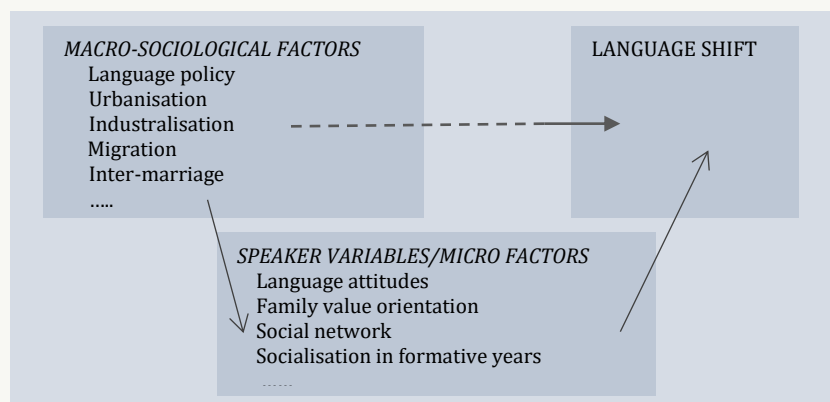 MACRO-SOCIOLOGICAL FACTORS
Language policy
Urbanisation
Industralisation
Migration
Inter-marriage
.....
LANGUAGE SHIFT
SPEAKER VARIABLES/MICRO FACTORS
Language attitudes
Family value orientation
Social network
Socialisation in formative years
......